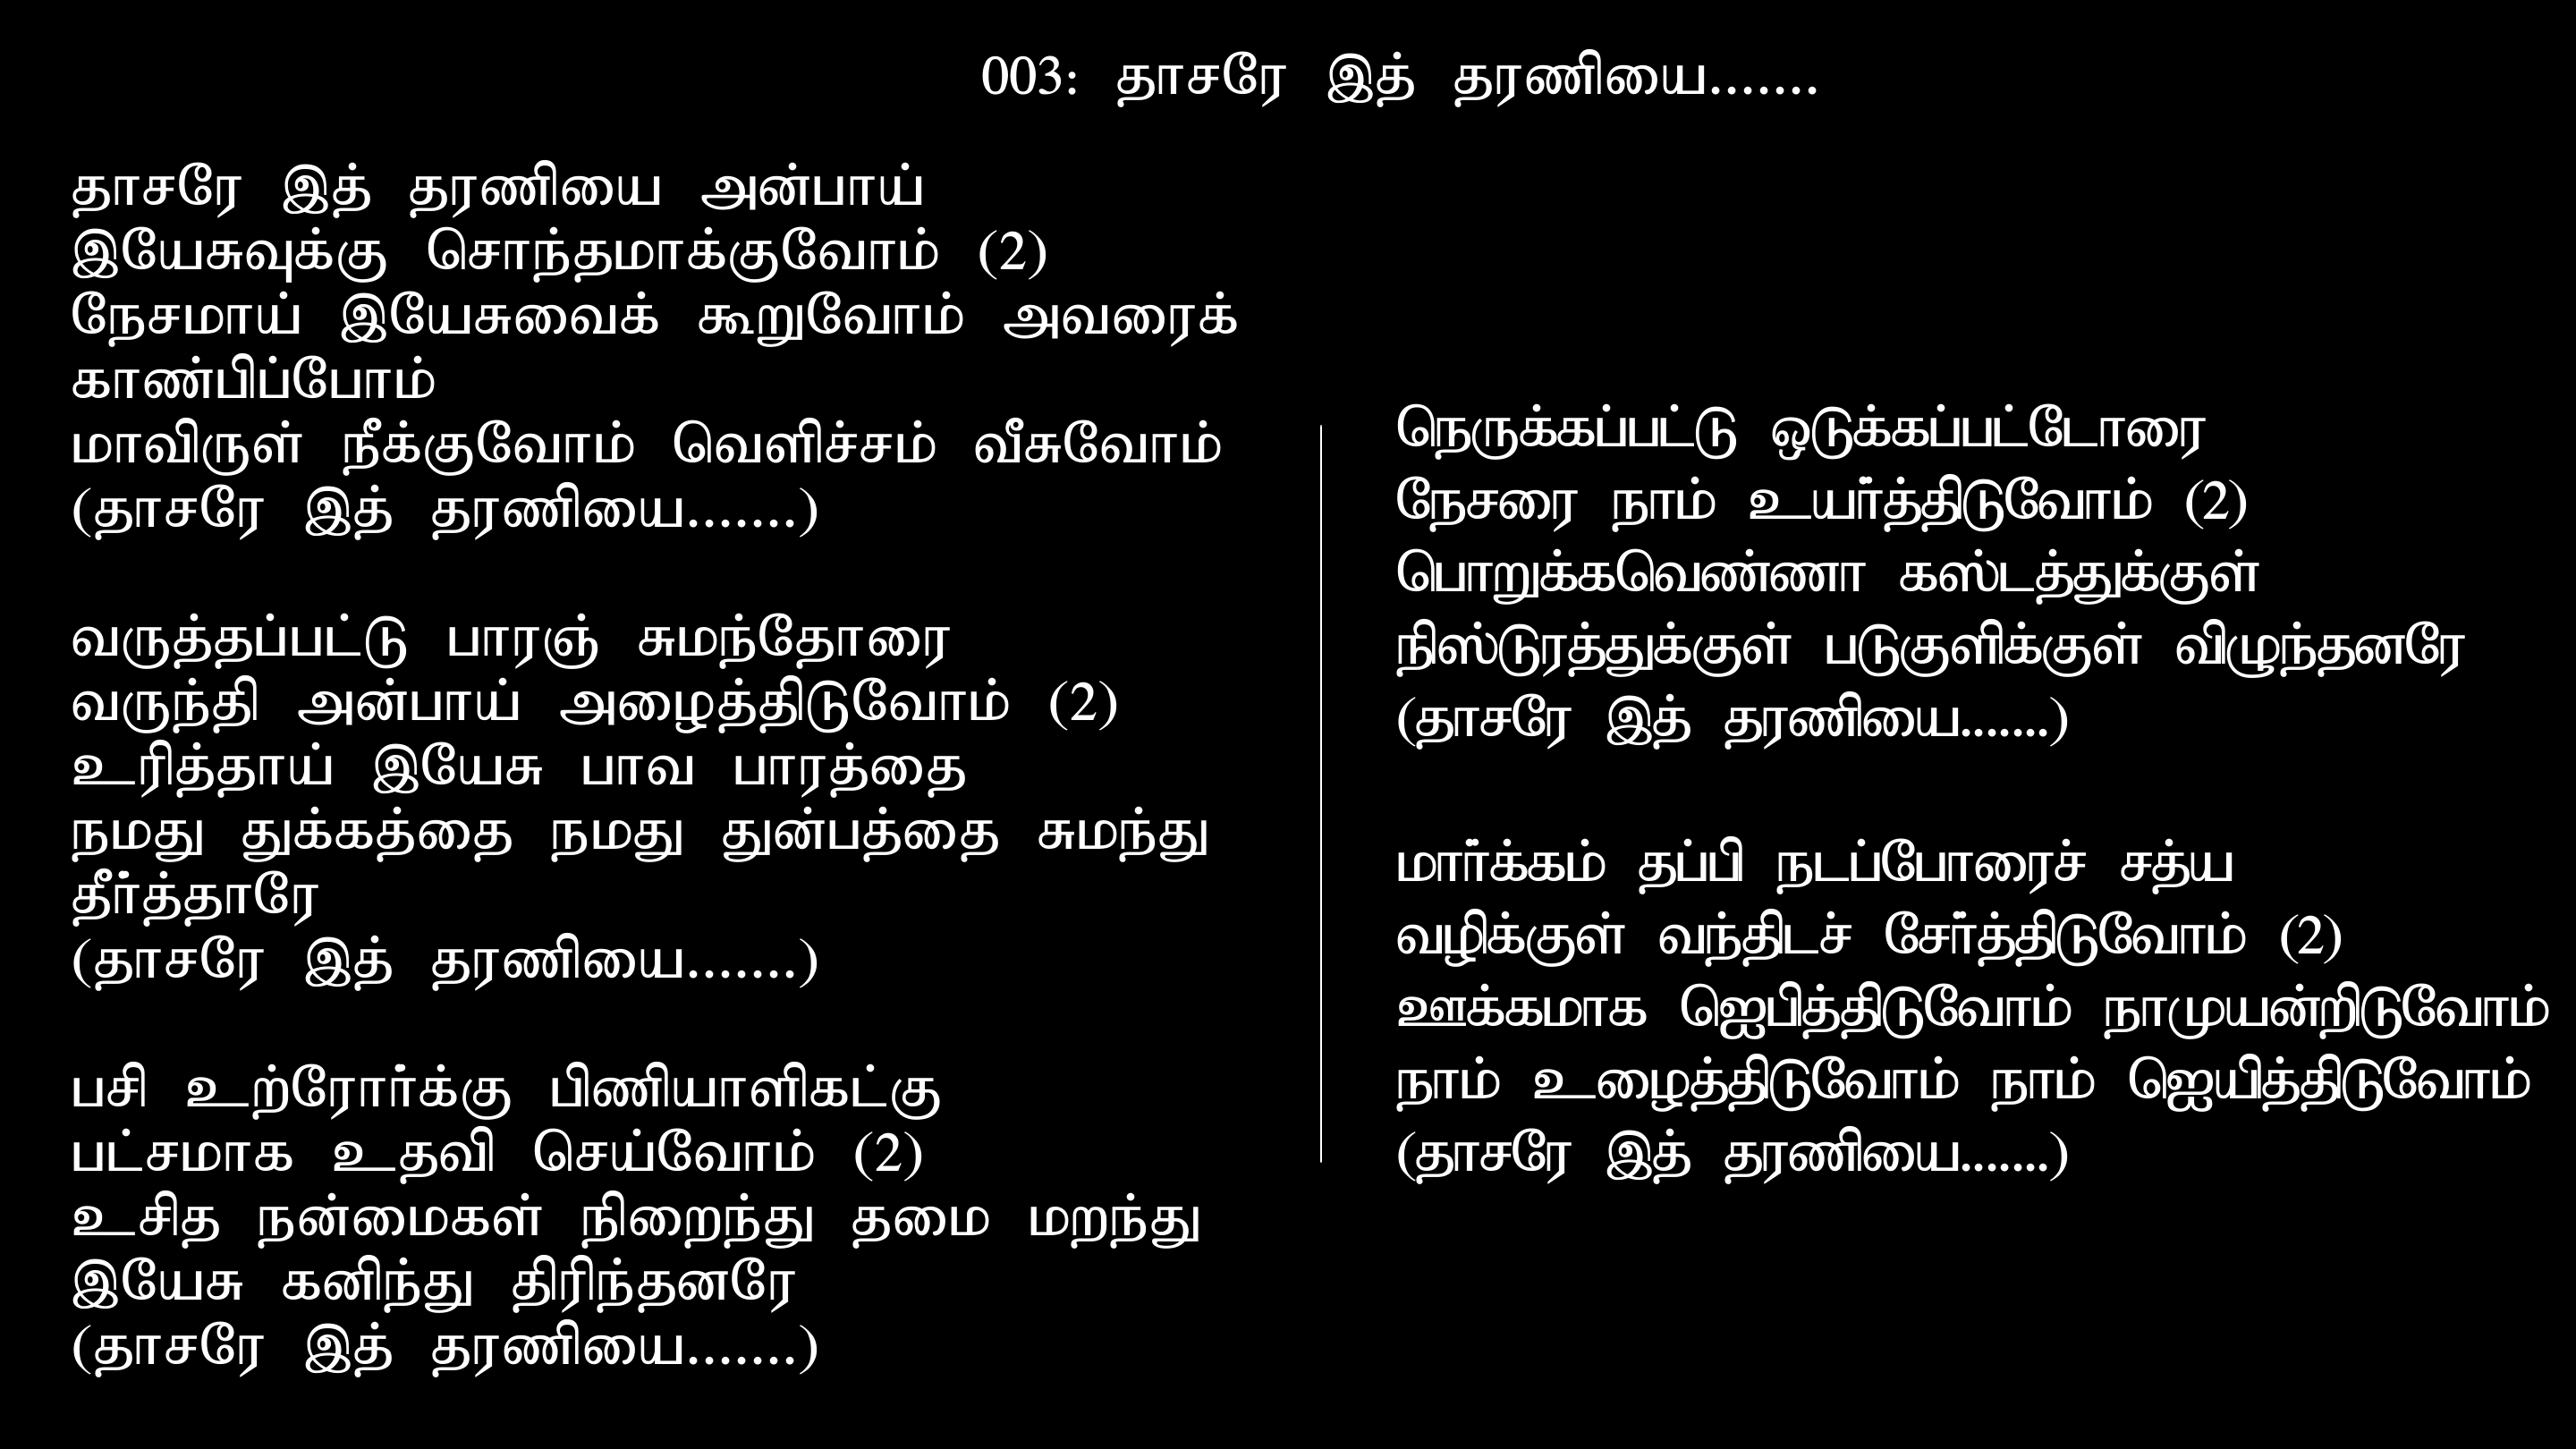 003: தாசரே இத் தரணியை.......
தாசரே இத் தரணியை அன்பாய்
இயேசுவுக்கு சொந்தமாக்குவோம் (2)
நேசமாய் இயேசுவைக் கூறுவோம் அவரைக்
காண்பிப்போம்
மாவிருள் நீக்குவோம் வெளிச்சம் வீசுவோம்
(தாசரே இத் தரணியை.......)
வருத்தப்பட்டு பாரஞ் சுமந்தோரை
வருந்தி அன்பாய் அழைத்திடுவோம் (2)
உரித்தாய் இயேசு பாவ பாரத்தை
நமது துக்கத்தை நமது துன்பத்தை சுமந்து
தீர்த்தாரே
(தாசரே இத் தரணியை.......)
பசி உற்ரோர்க்கு பிணியாளிகட்கு
பட்சமாக உதவி செய்வோம் (2)
உசித நன்மைகள் நிறைந்து தமை மறந்து
இயேசு கனிந்து திரிந்தனரே
(தாசரே இத் தரணியை.......)
நெருக்கப்பட்டு ஒடுக்கப்பட்டோரை
நேசரை நாம் உயர்த்திடுவோம் (2)
பொறுக்கவெண்ணா கஸ்டத்துக்குள்
நிஸ்டுரத்துக்குள் படுகுளிக்குள் விழுந்தனரே
(தாசரே இத் தரணியை.......)
மார்க்கம் தப்பி நடப்போரைச் சத்ய
வழிக்குள் வந்திடச் சேர்த்திடுவோம் (2)
ஊக்கமாக ஜெபித்திடுவோம் நாமுயன்றிடுவோம்
நாம் உழைத்திடுவோம் நாம் ஜெயித்திடுவோம்
(தாசரே இத் தரணியை.......)